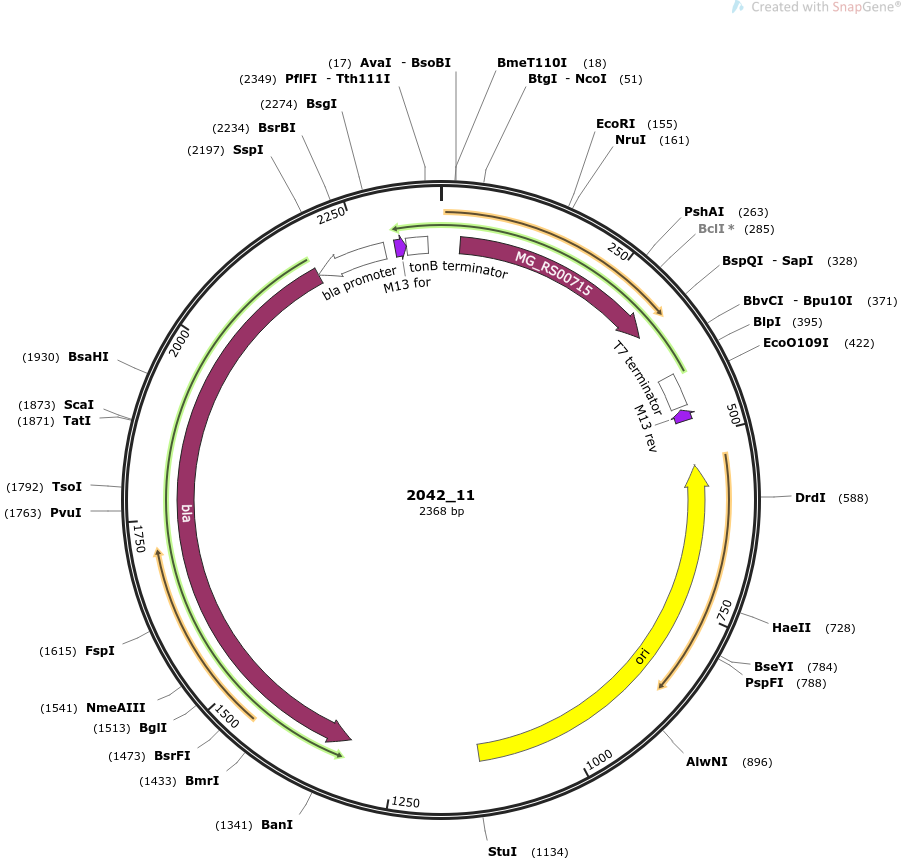 Created with SnapGene®
(17) AvaI - BsoBI
BmeT110I (18)
(2349) PflFI - Tth111I
BtgI - NcoI (51)
(2274) BsgI
(2234) BsrBI
EcoRI (155)
(2197) SspI
NruI (161)
PshAI (263)
BclI * (285)
2250
250
BspQI - SapI (328)
tonB terminator
MG_RS00715
bla promoter
M13 for
BbvCI - Bpu10I (371)
BlpI (395)
EcoO109I (422)
2000
(1930) BsaHI
T7 terminator
M13 rev
500
(1873) ScaI
(1871) TatI
(1792) TsoI
2042_11
2368 bp
DrdI (588)
(1763) PvuI
bla
1750
750
HaeII (728)
(1615) FspI
ori
BseYI (784)
PspFI (788)
(1541) NmeAIII
1500
(1513) BglI
(1473) BsrFI
AlwNI (896)
1000
(1433) BmrI
1250
(1341) BanI
StuI (1134)